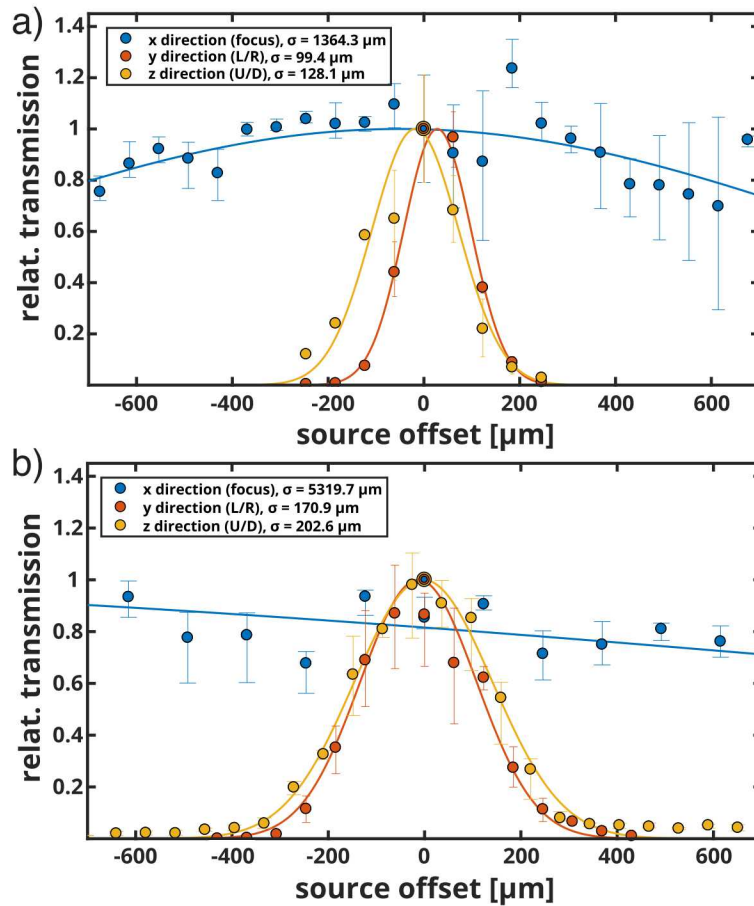 a)
1.4
1.2
1
0.8
0.6
0.4
0.2
relat. transmission
x direction (focus), σ = 1364.3 µm
y direction (L/R), σ = 99.4 µm
z direction (U/D), σ = 128.1 µm
-600 -400 -200 0 200 400 600
source offset [µm]
b)
1.4
1.2
1
0.8
0.6
0.4
0.2
relat. transmission
x direction (focus), σ = 5319.7 µm
y direction (L/R), σ = 170.9 µm
z direction (U/D), σ = 202.6 µm
-600 -400 -200 0 200 400 600
source offset [µm]